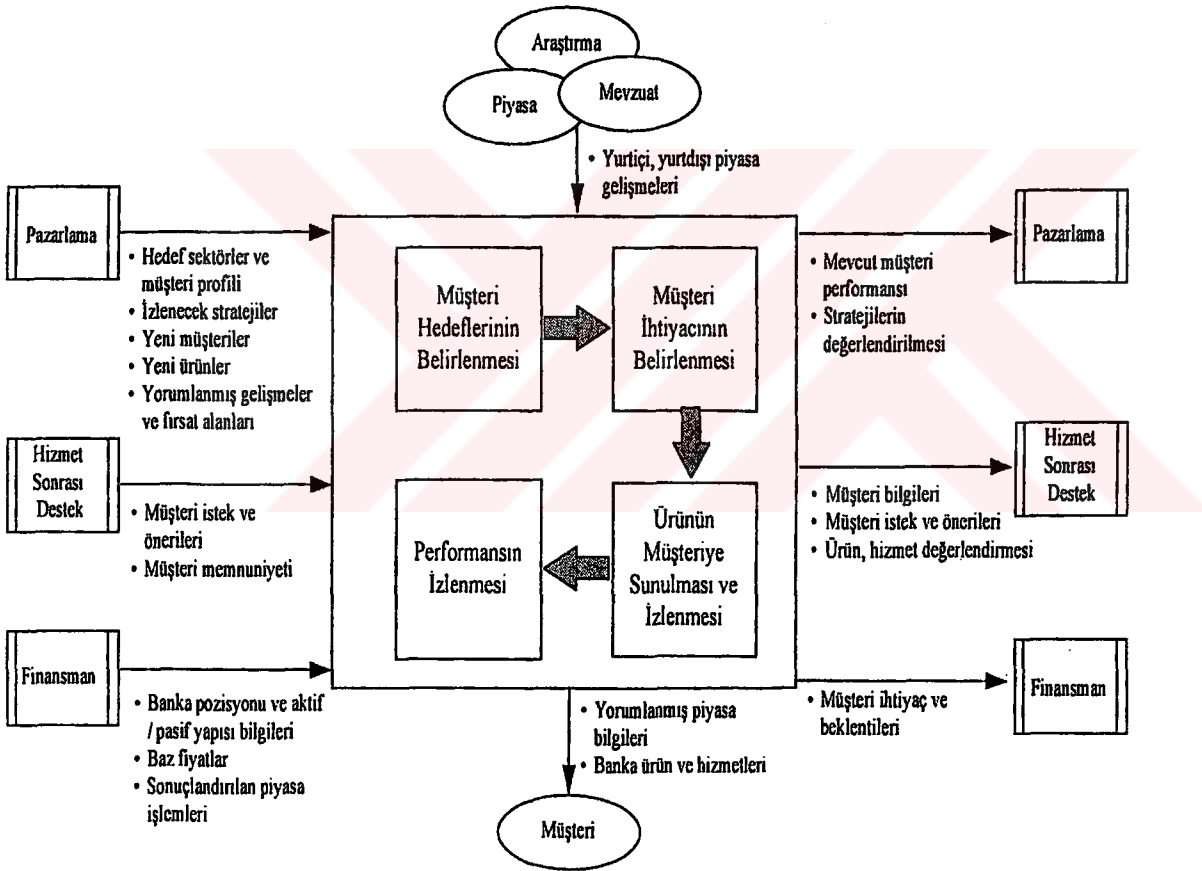 Araştırma
Piyasa
Mevzuat
• Yurtiçi, yurtdışı piyasa
gelişmeleri
Pazarlama
• Hedef sektörler ve
müşteri profili
• İzlenecek stratejiler
• Yeni müşteriler
• Yeni ürünler
• Yorumlanmış gelişmeler
ve fırsat alanları
Hizmet
Sonrası
Destek
• Müşteri istek ve
önerileri
• Müşteri memnuniyeti
Finansman
• Banka pozisyonu ve aktif
/ pasif yapısı bilgileri
• Baz fiyatlar
• Sonuçlandırılan piyasa
işlemleri
Müşteri
Hedeflerinin
Belirlenmesi
Müşteri
İhtiyacının
Belirlenmesi
Ürünün
Müşteriye
Sunulması ve
İzlenmesi
Performansın
İzlenmesi
Pazarlama
• Mevcut müşteri
performansı
• Stratejilerin
değerlendirilmesi
Hizmet
Sonrası
Destek
• Müşteri bilgileri
• Müşteri istek ve önerileri
• Ürün, hizmet değerlendirmesi
Finansman
• Müşteri ihtiyaç ve
beklentileri
• Yorumlanmış piyasa
bilgileri
• Banka ürün ve hizmetleri
Müşteri